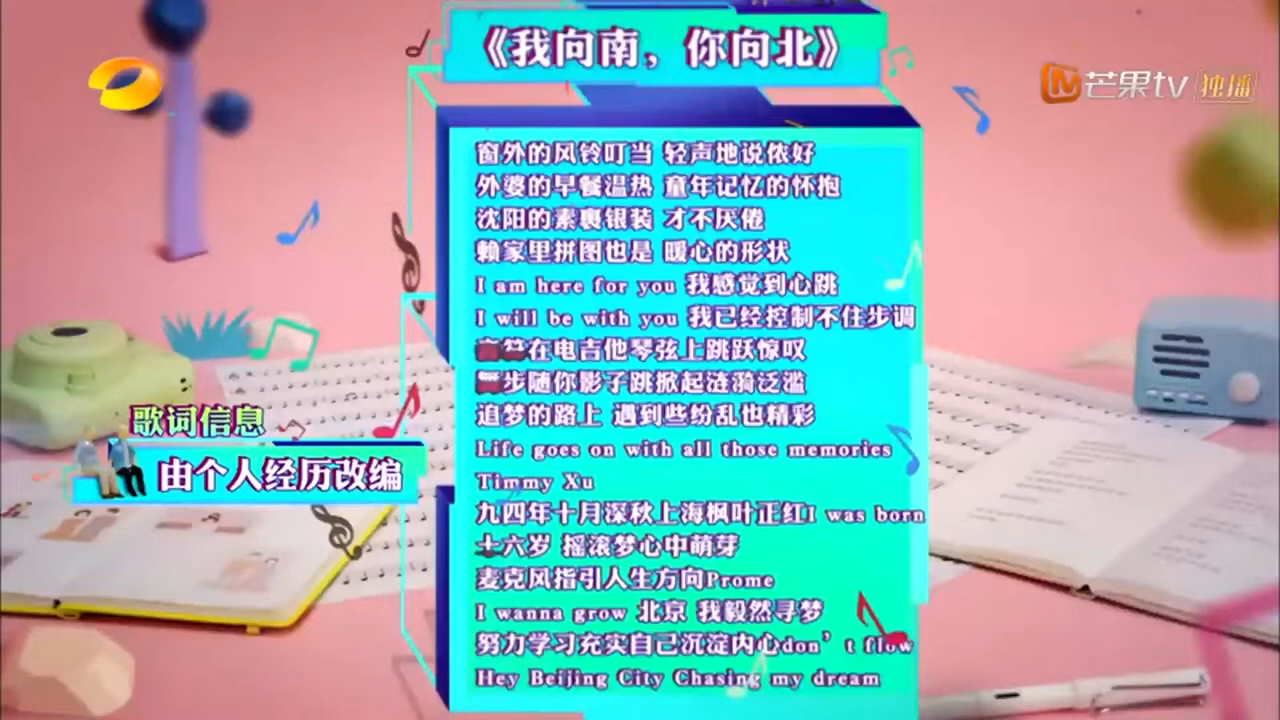 《我向南，你向北》
芒果tv 独播
窗外的风铃叮当 轻声地说侬好
外婆的早餐温热 童年记忆的怀抱
沈阳的素裹银装 才不厌倦
赖家里拼图也是 暖心的形状
I am here for you 我感觉到心跳
I will be with you 我已经控制不住步调
在电吉他琴弦上跳跃惊叹
步随你影子跳掀起涟漪泛滥
追梦的路上 遇到些纷乱也精彩
Life goes on with all those memories
Timmy Xu
九四年十月深秋上海枫叶正红I was born
十六岁 摇滚梦心中萌芽
麦克风指引人生方向Prome
I wanna grow 北京 我毅然寻梦
努力学习充实自己沉淀内心don’t flow
Hey Beijing City Chasing my dream
歌词信息
由个人经历改编